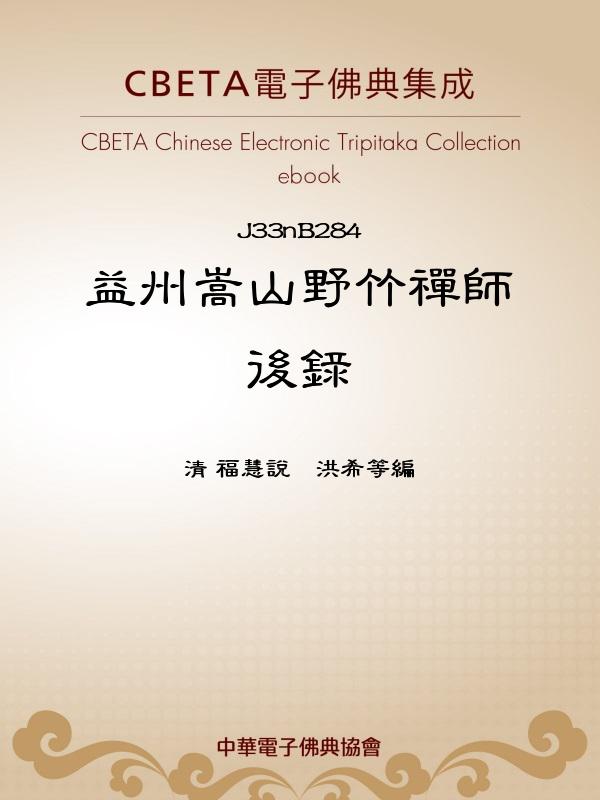 CBETA電子佛典集成
CBETA Chinese Electronic Tripitaka Collection
ebook
J33nB284
益州嵩山野竹禪師
後錄
清 福慧說　洪希等編
中華電子佛典協會